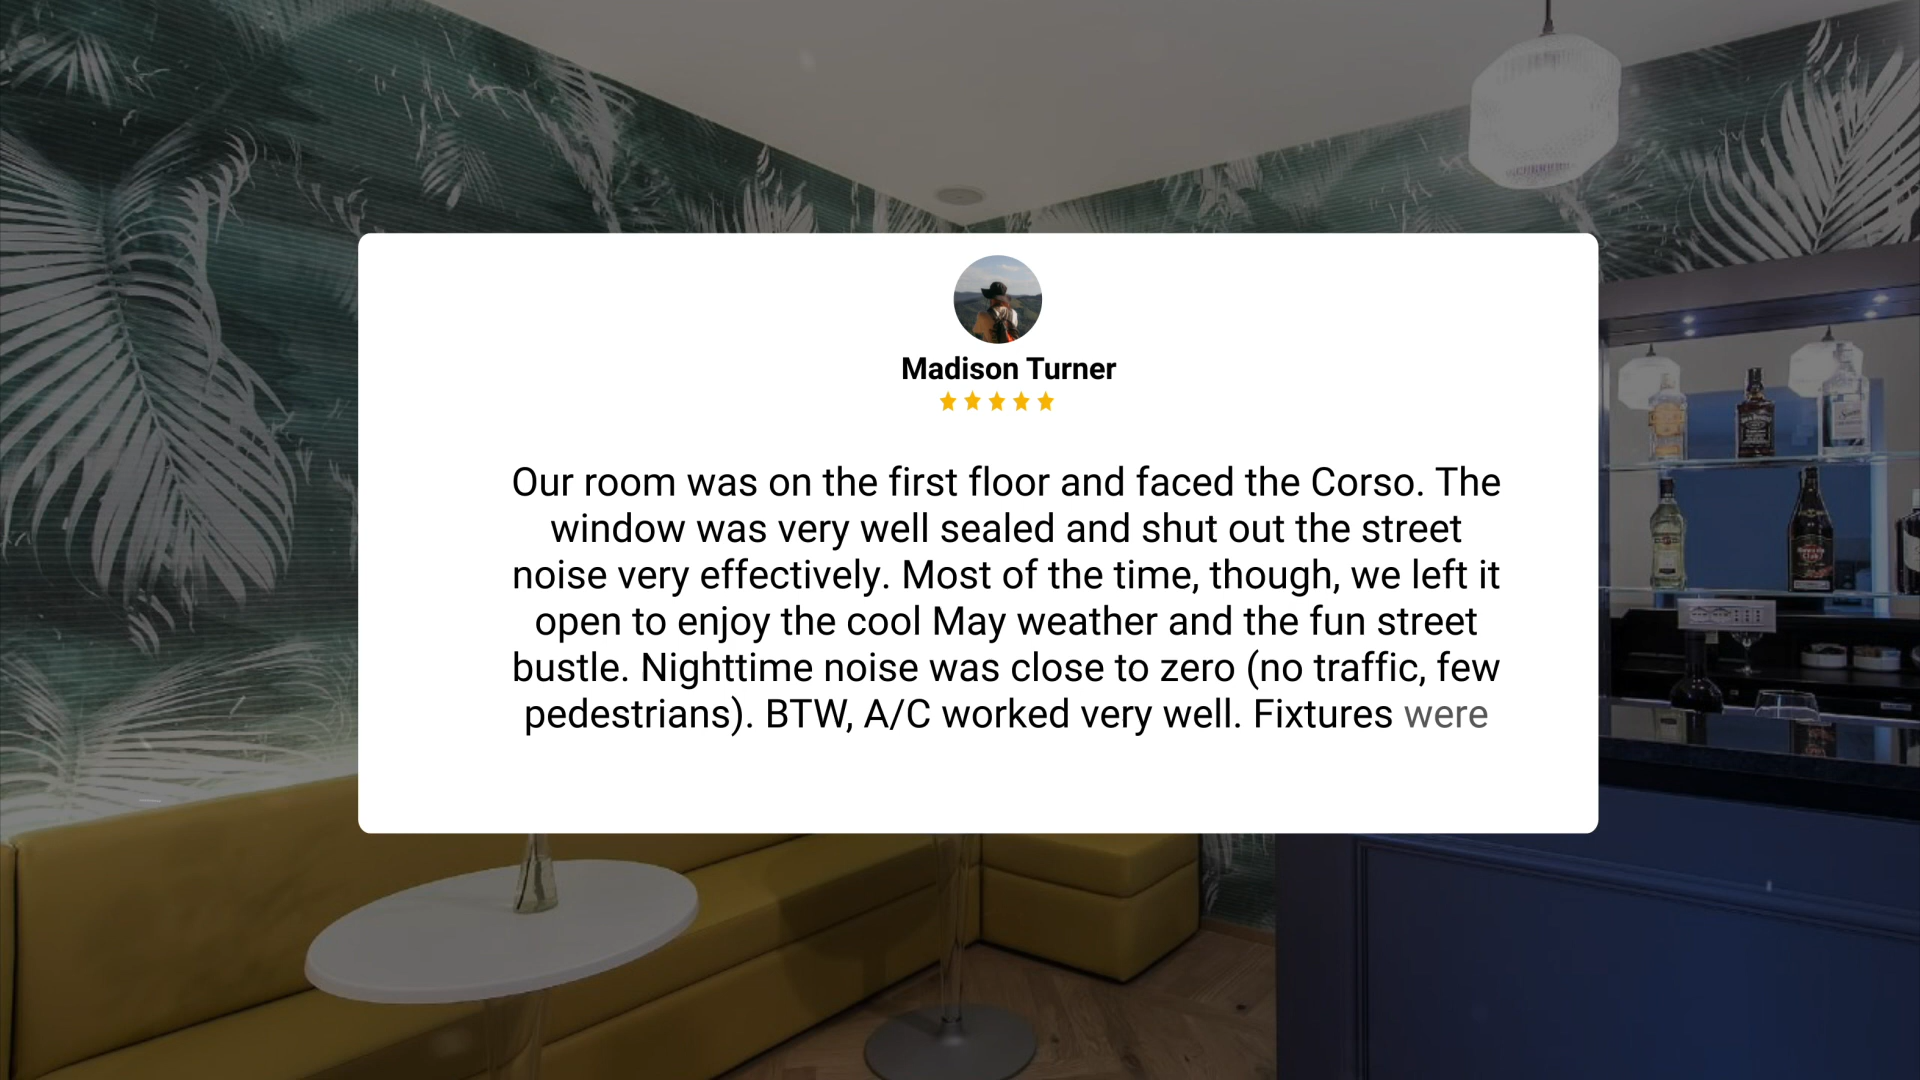 Madison Turner
Our room was on the first floor and faced the Corso. The
window was very well sealed and shut out the street
noise very effectively. Most of the time, though, we left it
open to enjoy the cool May weather and the fun street
bustle. Nighttime noise was close to zero (no traffic, few
pedestrians). BTW, A/C worked very well. Fixtures were